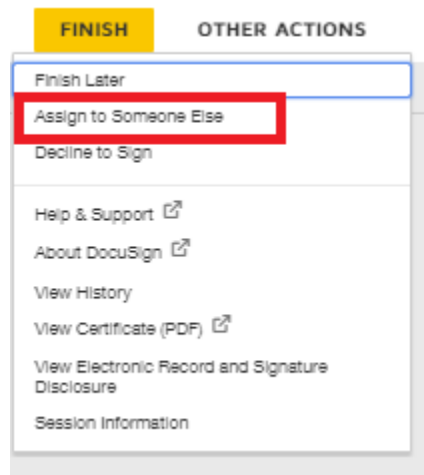 FINISH OTHER ACTIONS
Finish Later
Assign to Someone Else
Decline to Sign
Help & Support
About DocuSign
View History
View Certificate (PDF)
View Electronic Record and Signature
Disclosure
Session Information